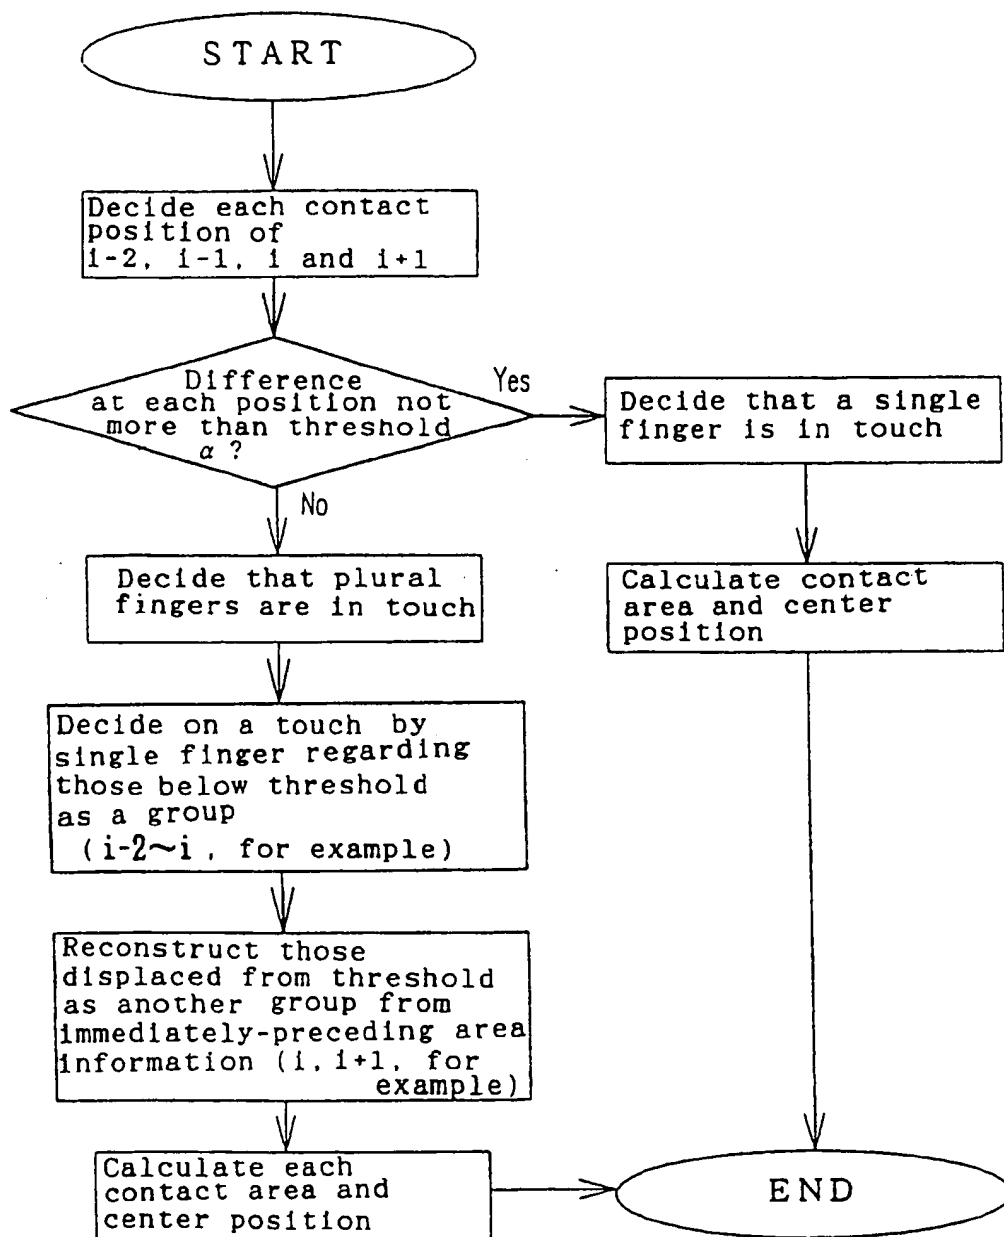 START
Decide each contact
position of
i-2, i-1, i and i+1
Difference
at each position not
more than threshold
α ?
Yes
No
Decide that a single
finger is in touch
Calculate contact
area and center
position
Decide that plural
fingers are in touch
Decide on a touch by
single finger regarding
those below threshold
as a group
(i-2~i, for example)
Reconstruct those
displaced from threshold
as another group from
immediately-preceding area
information (i, i+1, for
example)
Calculate each
contact area and
center position
END